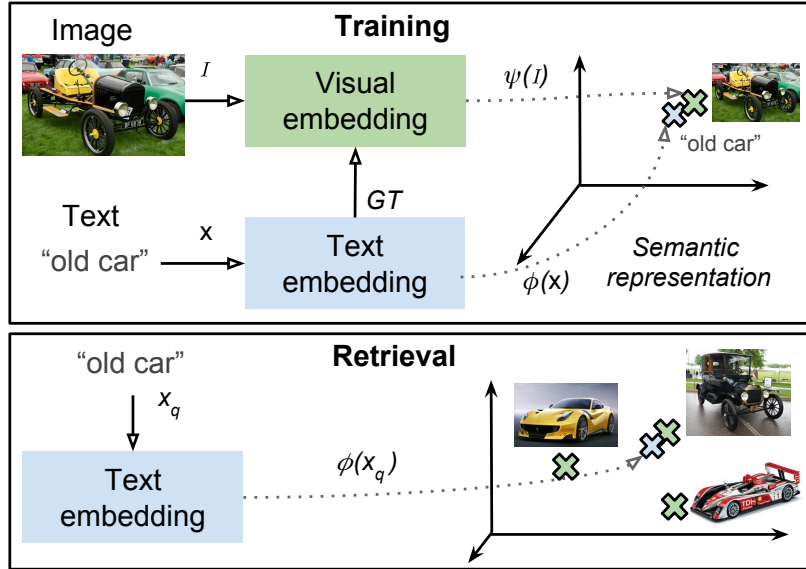 Training
Image
I
Visual
embedding
ψ(I)
“old car”
GT
Text
“old car”
x
Text
embedding
ϕ(x)
Semantic
representation
Retrieval
“old car”
x_q
Text
embedding
ϕ(x_q)
TDi